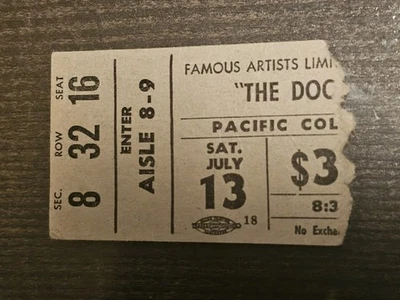 SEC. 8 ROW 32 SEAT 16
ENTER
AISLE 8-9
FAMOUS ARTISTS LIMI
"THE DOC
PACIFIC COL
SAT.
JULY
13
$3
8:3
18
No Excha